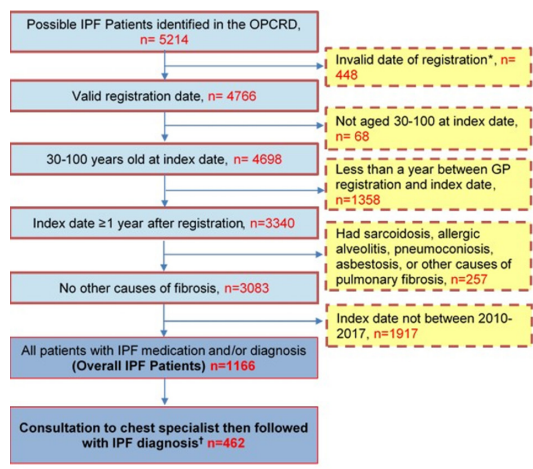 Possible IPF Patients identified in the OPCRD,
n= 5214
Invalid date of registration*, n=
448
Valid registration date, n= 4766
Not aged 30-100 at index date,
n= 68
30-100 years old at index date, n= 4698
Less than a year between GP
registration and index date,
n=1358
Index date ≥1 year after registration, n=3340
Had sarcoidosis, allergic
alveolitis, pneumoconiosis,
asbestosis, or other causes of
pulmonary fibrosis, n=257
No other causes of fibrosis, n=3083
Index date not between 2010-
2017, n=1917
All patients with IPF medication and/or diagnosis
(Overall IPF Patients) n=1166
Consultation to chest specialist then followed
with IPF diagnosis† n=462